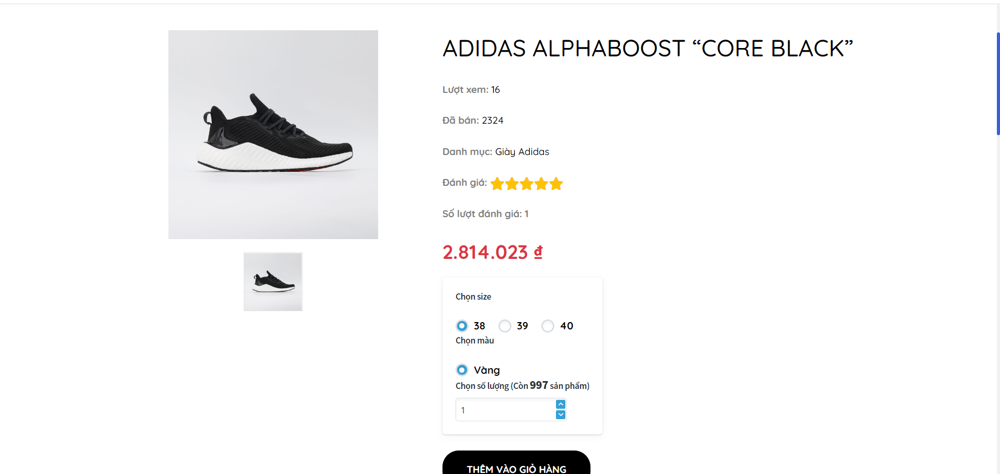 ADIDAS ALPHABOOST “CORE BLACK”
Lượt xem: 16
Đã bán: 2324
Danh mục: Giày Adidas
Đánh giá:
Số lượt đánh giá: 1
2.814.023 ₫
Chọn size
38 39 40
Chọn màu
Vàng
Chọn số lượng (Còn 997 sản phẩm)
1
THÊM VÀO GIỎ HÀNG